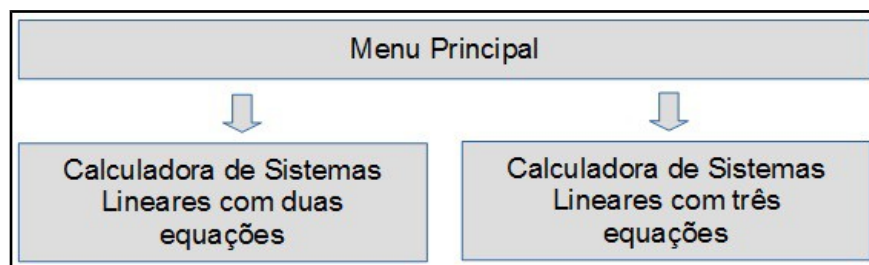 Menu Principal
Calculadora de Sistemas
Lineares com duas
equações
Calculadora de Sistemas
Lineares com três
equações